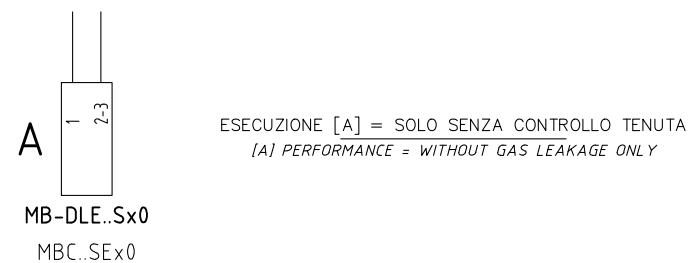 1
2-3
A
ESECUZIONE [A] = SOLO SENZA CONTROLLO TENUTA
[A] PERFORMANCE = WITHOUT GAS LEAKAGE ONLY
MB-DLE..Sx0
MBC..SEx0